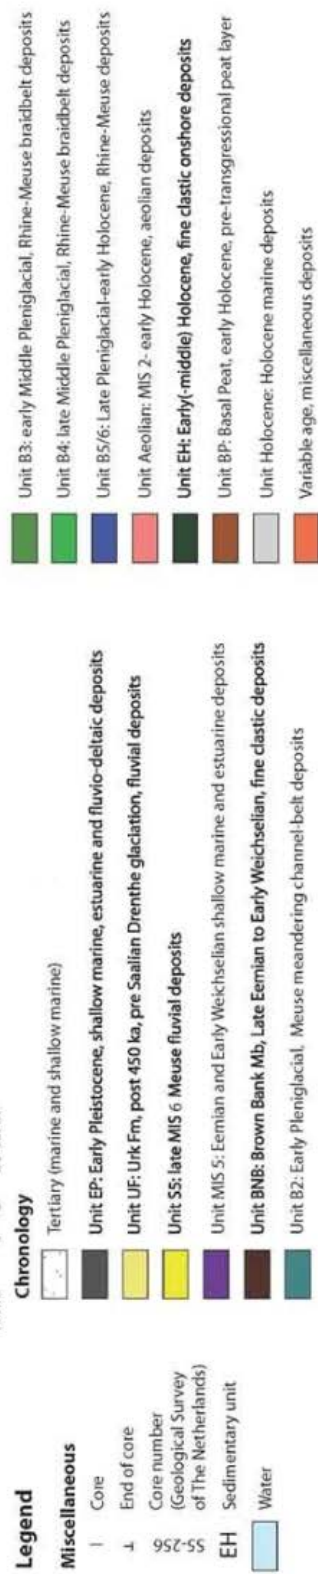 Legend
Miscellaneous
Core
End of core
SS-256 Core number
(Geological Survey
of The Netherlands)
EH Sedimentary unit
Water
Chronology
Tertiary (marine and shallow marine)
Unit EP: Early Pleistocene, shallow marine, estuarine and fluvio-deltaic deposits
Unit UF: Urk Fm, post 450 ka, pre Saalian Drenthe glaciation, fluvial deposits
Unit S5: late MIS 6 Meuse fluvial deposits
Unit MIS 5: Eemian and Early Weichselian shallow marine and estuarine deposits
Unit BNB: Brown Bank Mb, Late Eemian to Early Weichselian, fine clastic deposits
Unit B2: Early Pleniglacial, Meuse meandering channel-belt deposits
Unit B3: early Middle Pleniglacial, Rhine-Meuse braidbelt deposits
Unit B4: late Middle Pleniglacial, Rhine-Meuse braidbelt deposits
Unit B5/6: Late Pleniglacial-early Holocene, Rhine-Meuse deposits
Unit Aeolian: MIS 2- early Holocene, aeolian deposits
Unit EH: Early(-middle) Holocene, fine clastic onshore deposits
Unit BP: Basal Peat, early Holocene, pre-transgressional peat layer
Unit Holocene: Holocene marine deposits
Variable age, miscellaneous deposits